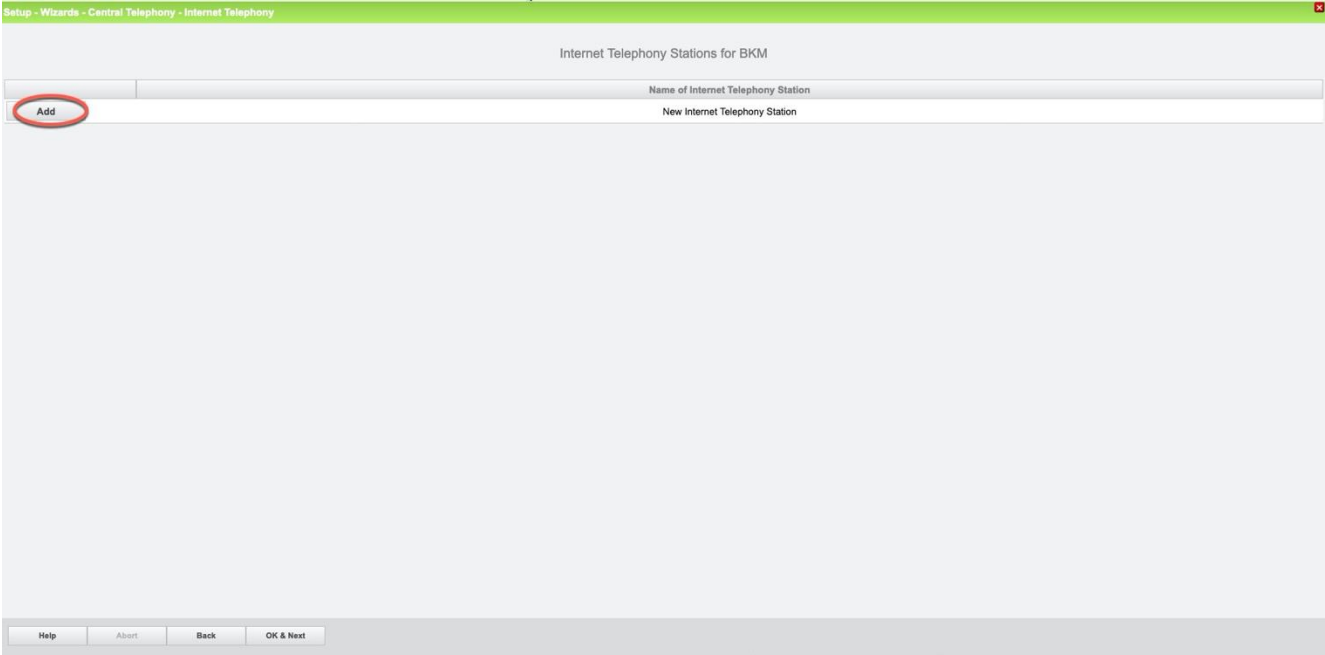 Setup - Wizards - Central Telephony - Internet Telephony
Internet Telephony Stations for BKM
Name of Internet Telephony Station
Add New Internet Telephony Station
Help Abort Back OK & Next